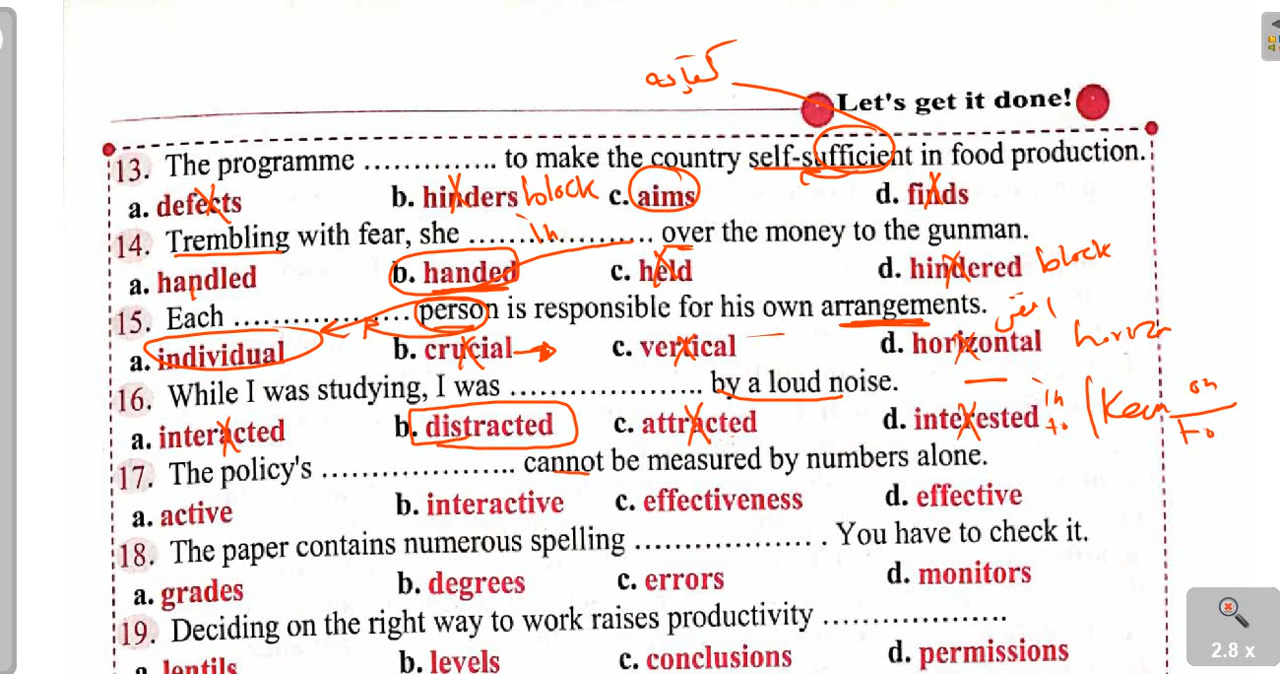 Let's get it done!
13. The programme .............. to make the country self-sufficient in food production.
a. defects b. hinders block c. aims d. finds
14. Trembling with fear, she .................... over the money to the gunman.
a. handled b. handed c. held d. hindered block
15. Each ................... person is responsible for his own arrangements.
a. individual b. crucial c. vertical d. horizontal
16. While I was studying, I was .................... by a loud noise.
a. interacted b. distracted c. attracted d. interested in to
on to
17. The policy's .................... cannot be measured by numbers alone.
a. active b. interactive c. effectiveness d. effective
18. The paper contains numerous spelling .................... . You have to check it.
a. grades b. degrees c. errors d. monitors
19. Deciding on the right way to work raises productivity ...................
a. lentils b. levels c. conclusions d. permissions
2.8 x